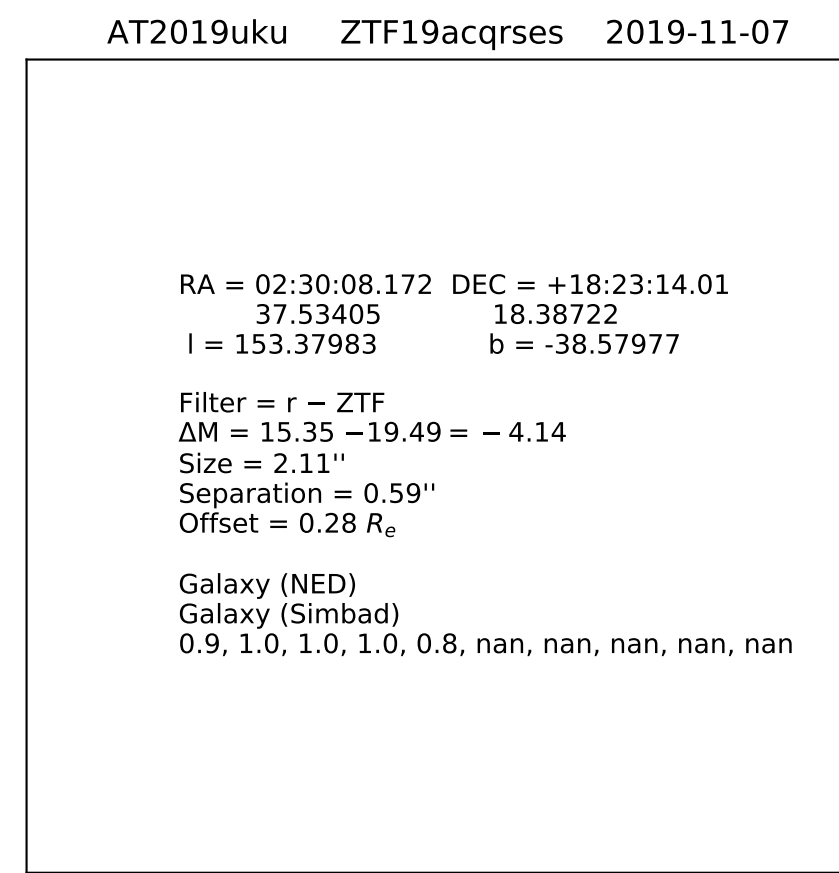 AT2019uku ZTF19acqrses 2019-11-07
RA = 02:30:08.172 DEC = +18:23:14.01
37.53405 18.38722
l = 153.37983 b = -38.57977
Filter = r − ZTF
ΔM = 15.35 −19.49 = − 4.14
Size = 2.11''
Separation = 0.59''
Offset = 0.28 Re
Galaxy (NED)
Galaxy (Simbad)
0.9, 1.0, 1.0, 1.0, 0.8, nan, nan, nan, nan, nan